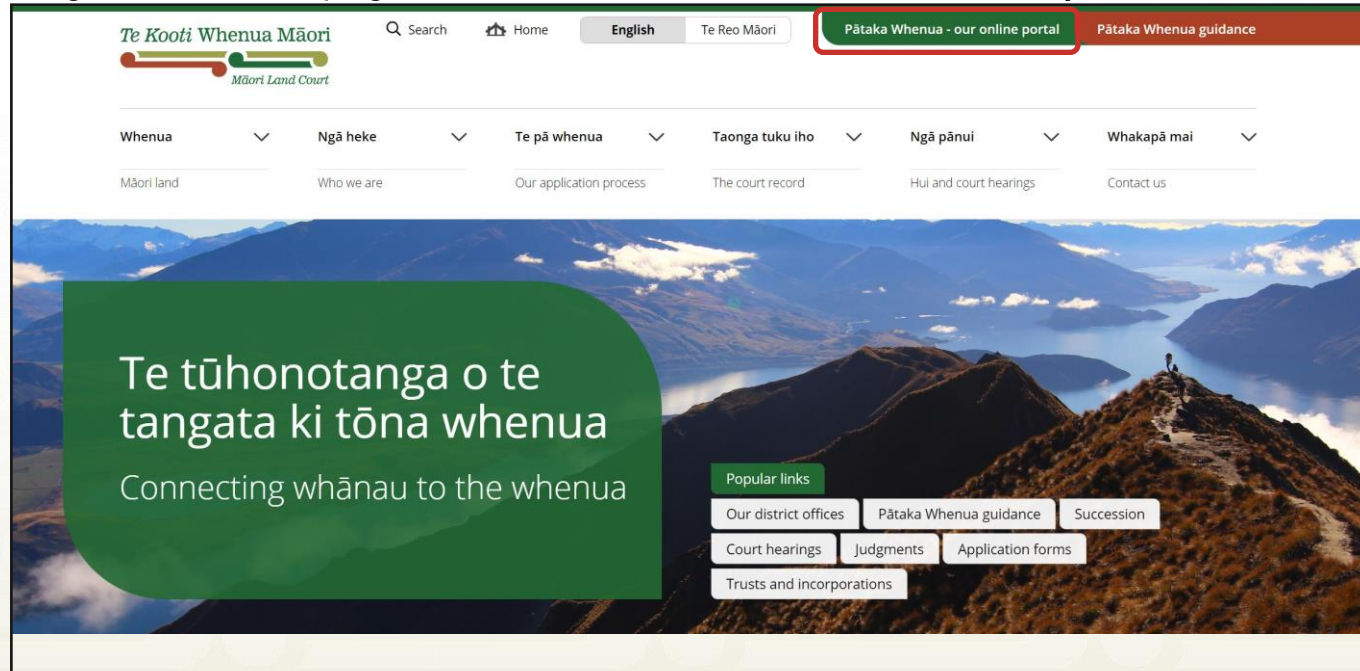 Te Kooti Whenua Māori
Māori Land Court
Search
Home
English
Te Reo Māori
Pātaka Whenua - our online portal
Pātaka Whenua guidance
Whenua
Ngā heke
Te pā whenua
Taonga tuku iho
Ngā pānui
Whakapā mai
Māori land
Who we are
Our application process
The court record
Hui and court hearings
Contact us
Te tūhonotanga o te
tangata ki tōna whenua
Connecting whānau to the whenua
Popular links
Our district offices
Pātaka Whenua guidance
Succession
Court hearings
Judgments
Application forms
Trusts and incorporations